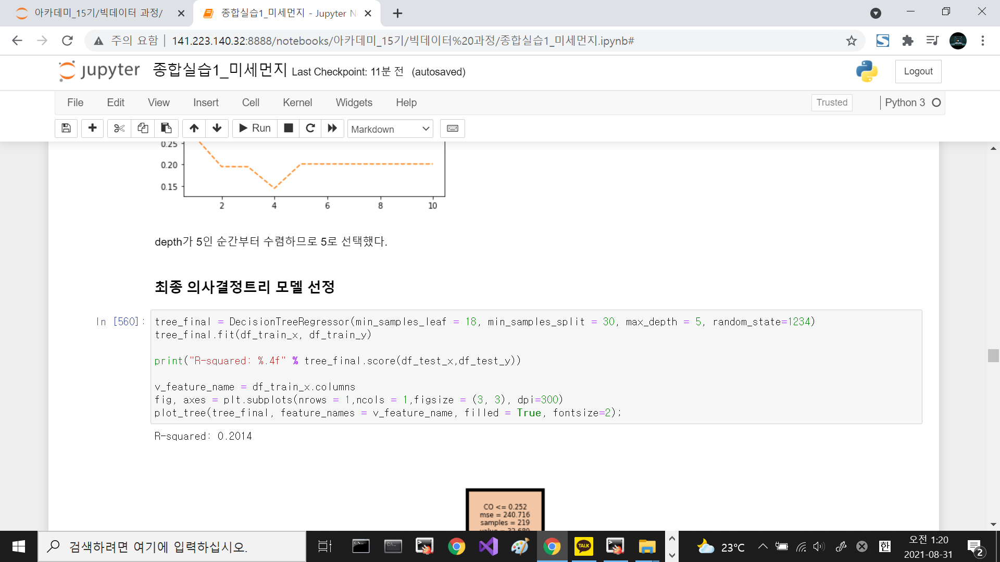 아카데미_15기/빅데이터 과정/
종합실습1_미세먼지 - Jupyter N
주의 요함
141.223.140.32:8888/notebooks/아카데미_15기/빅데이터%20과정/종합실습1_미세먼지.ipynb#
jupyter 종합실습1_미세먼지 Last Checkpoint: 11분 전 (autosaved)
Logout
File Edit View Insert Cell Kernel Widgets Help
Trusted
Python 3
Run
Markdown
0.25
0.20
0.15
2 4 6 8 10
depth가 5인 순간부터 수렴하므로 5로 선택했다.
최종 의사결정트리 모델 선정
In [560]:
tree_final = DecisionTreeRegressor(min_samples_leaf = 18, min_samples_split = 30, max_depth = 5, random_state=1234)
tree_final.fit(df_train_x, df_train_y)
print("R-squared: %.4f" % tree_final.score(df_test_x,df_test_y))
v_feature_name = df_train_x.columns
fig, axes = plt.subplots(nrows = 1,ncols = 1,figsize = (3, 3), dpi=300)
plot_tree(tree_final, feature_names = v_feature_name, filled = True, fontsize=2);
R-squared: 0.2014
CO <= 0.252
mse = 240.716
samples = 219
value = 32.689
검색하려면 여기에 입력하십시오.
TALK
23°C
한
오전 1:20
2021-08-31
2